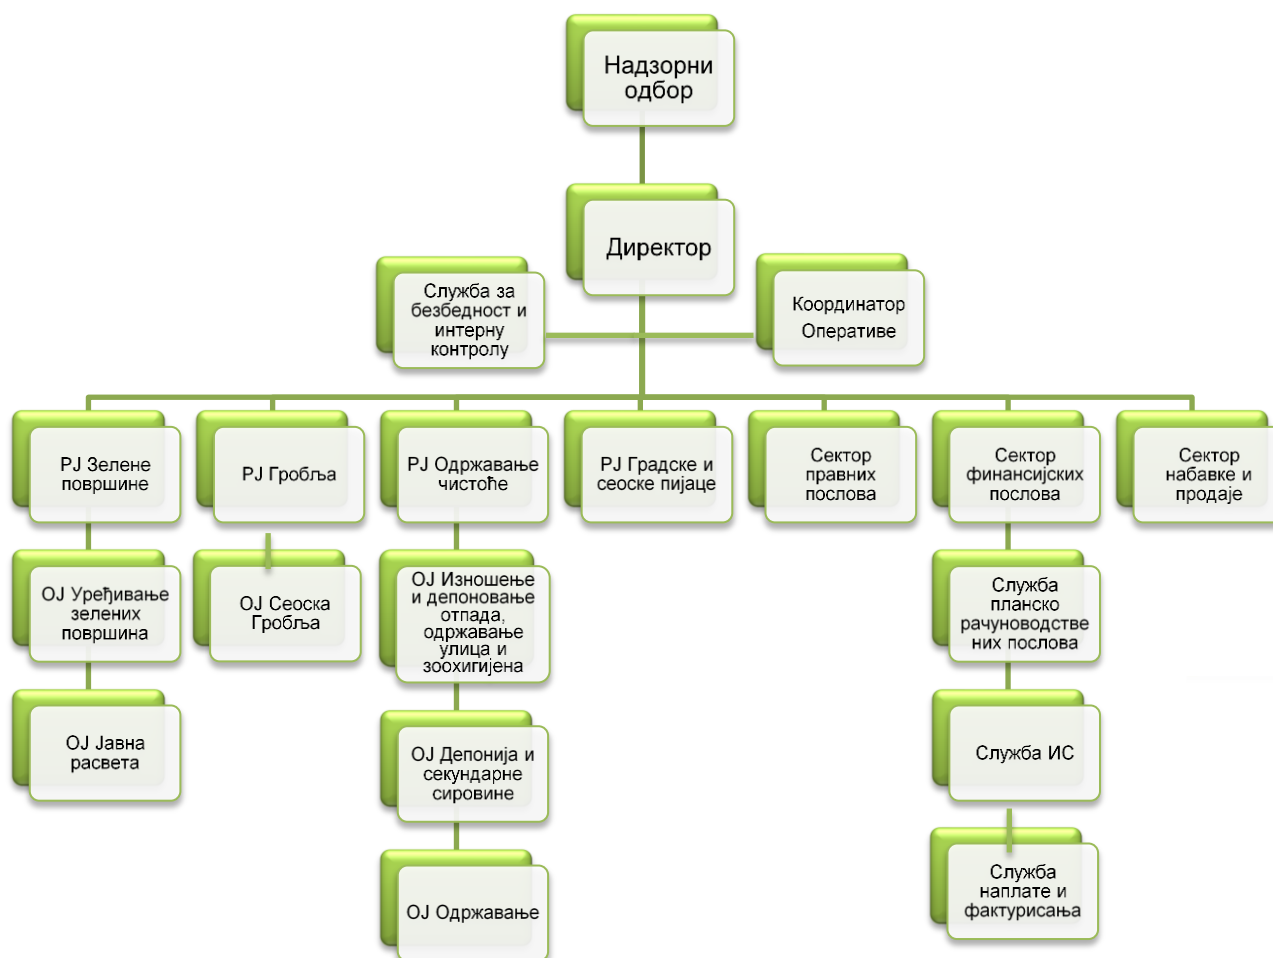 Надзорни
одбор
Директор
Служба за
безбедност и
интерну
контролу
Координатор
Оперативе
РЈ Зелене
површине
РЈ Гробља
РЈ Одржавање
чистоће
РЈ Градске и
сеоске пијаце
Сектор
правних
послова
Сектор
финансијских
послова
Сектор
набавке и
продаје
ОЈ Уређивање
зелених
површина
ОЈ Сеоска
Гробља
ОЈ Изношење
и депоновање
отпада,
одржавање
улица и
зоохигијена
Служба
планско
рачуноводстве
них послова
ОЈ Јавна
расвета
ОЈ Депонија и
секундарне
сировине
Служба ИС
ОЈ Одржавање
Служба
наплате и
фактурисања